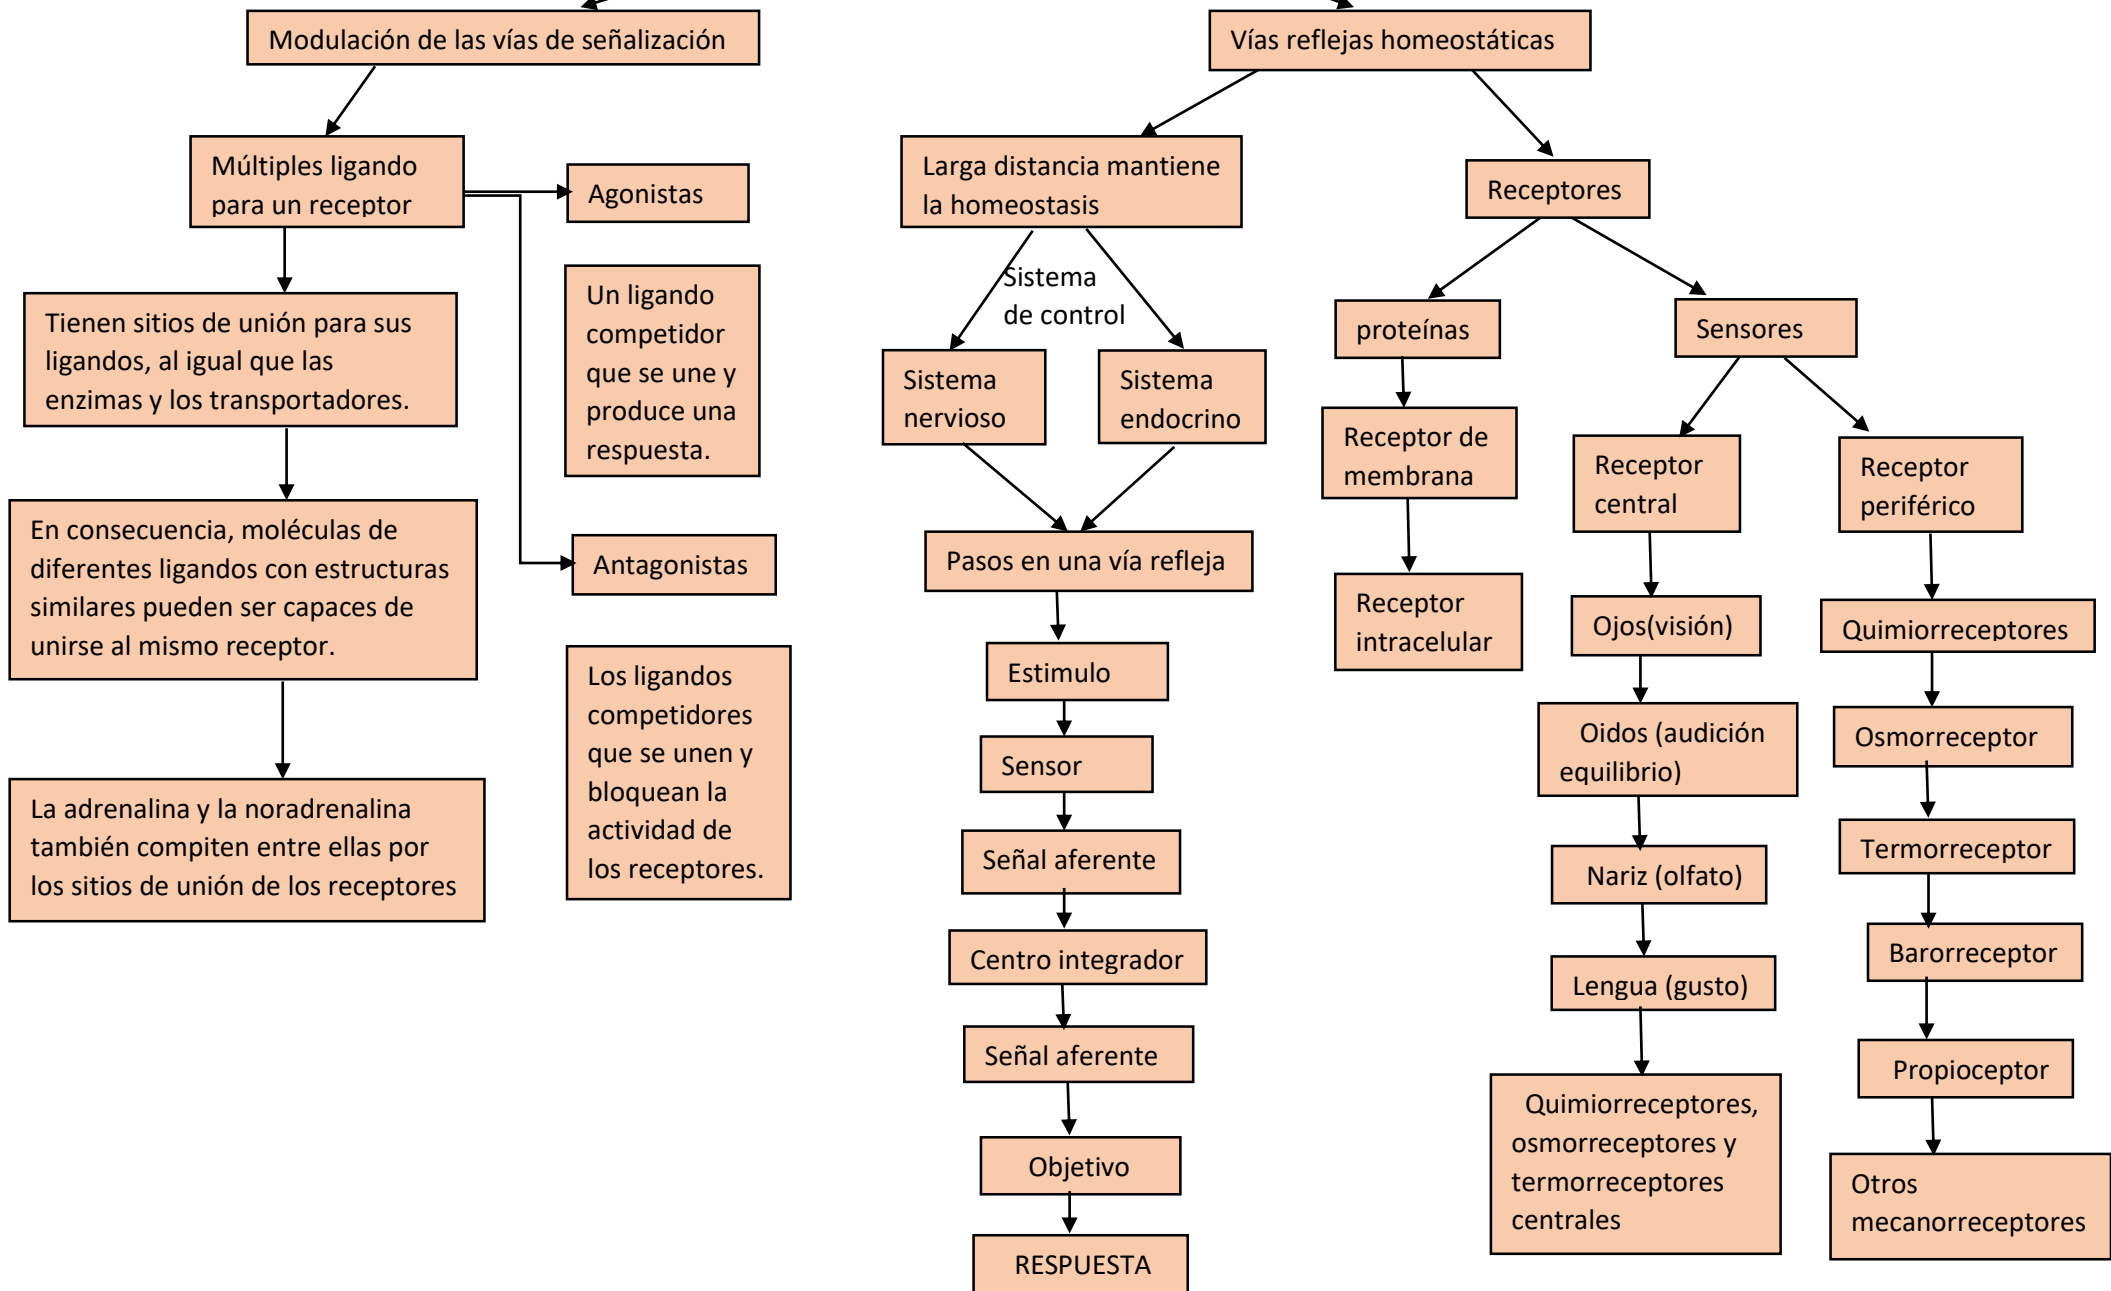 Modulación de las vías de señalización
Múltiples ligando
para un receptor
Agonistas
Un ligando
competidor
que se une y
produce una
respuesta.
Tienen sitios de unión para sus
ligandos, al igual que las
enzimas y los transportadores.
En consecuencia, moléculas de
diferentes ligandos con estructuras
similares pueden ser capaces de
unirse al mismo receptor.
Antagonistas
Los ligandos
competidores
que se unen y
bloquean la
actividad de
los receptores.
La adrenalina y la noradrenalina
también compiten entre ellas por
los sitios de unión de los receptores
Vías reflejas homeostáticas
Larga distancia mantiene
la homeostasis
Sistema
de control
Sistema
nervioso
Sistema
endocrino
Pasos en una vía refleja
Estimulo
Sensor
Señal aferente
Centro integrador
Señal aferente
Objetivo
RESPUESTA
Receptores
proteínas
Receptor de
membrana
Receptor
intracelular
Sensores
Receptor
central
Ojos(visión)
Oidos (audición
equilibrio)
Nariz (olfato)
Lengua (gusto)
Quimiorreceptores,
osmorreceptores y
termorreceptores
centrales
Receptor
periférico
Quimiorreceptores
Osmorreceptor
Termorreceptor
Barorreceptor
Propioceptor
Otros
mecanorreceptores